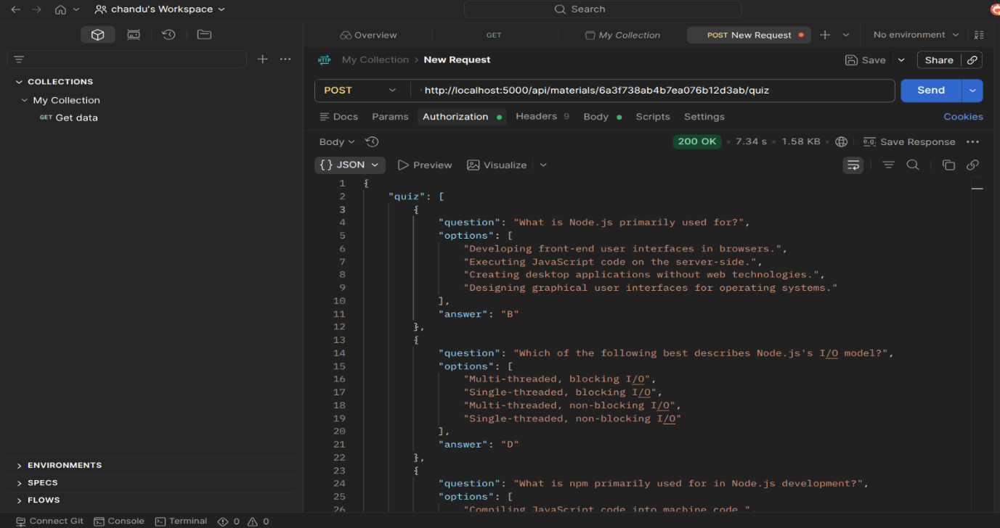 chandu's Workspace
Search
Overview
GET
My Collection
POST New Request
No environment
HTTP My Collection > New Request
Save
Share
COLLECTIONS
My Collection
GET Get data
POST
http://localhost:5000/api/materials/6a3f738ab4b7ea076b12d3ab/quiz
Send
Docs Params Authorization Headers 9 Body Scripts Settings
Cookies
Body
200 OK • 7.34 s • 1.58 KB •
e.g. Save Response
{ } JSON
Preview
Visualize
1 {
2 "quiz": [
3 {
4 "question": "What is Node.js primarily used for?",
5 "options": [
6 "Developing front-end user interfaces in browsers.",
7 "Executing JavaScript code on the server-side.",
8 "Creating desktop applications without web technologies.",
9 "Designing graphical user interfaces for operating systems."
10 ],
11 "answer": "B"
12 },
13 {
14 "question": "Which of the following best describes Node.js's I/O model?",
15 "options": [
16 "Multi-threaded, blocking I/O",
17 "Single-threaded, blocking I/O",
18 "Multi-threaded, non-blocking I/O",
19 "Single-threaded, non-blocking I/O"
20 ],
21 "answer": "D"
22 },
23 {
24 "question": "What is npm primarily used for in Node.js development?",
25 "options": [
26 "Compiling JavaScript code into machine code.",
ENVIRONMENTS
SPECS
FLOWS
Connect Git
Console
Terminal
0
0